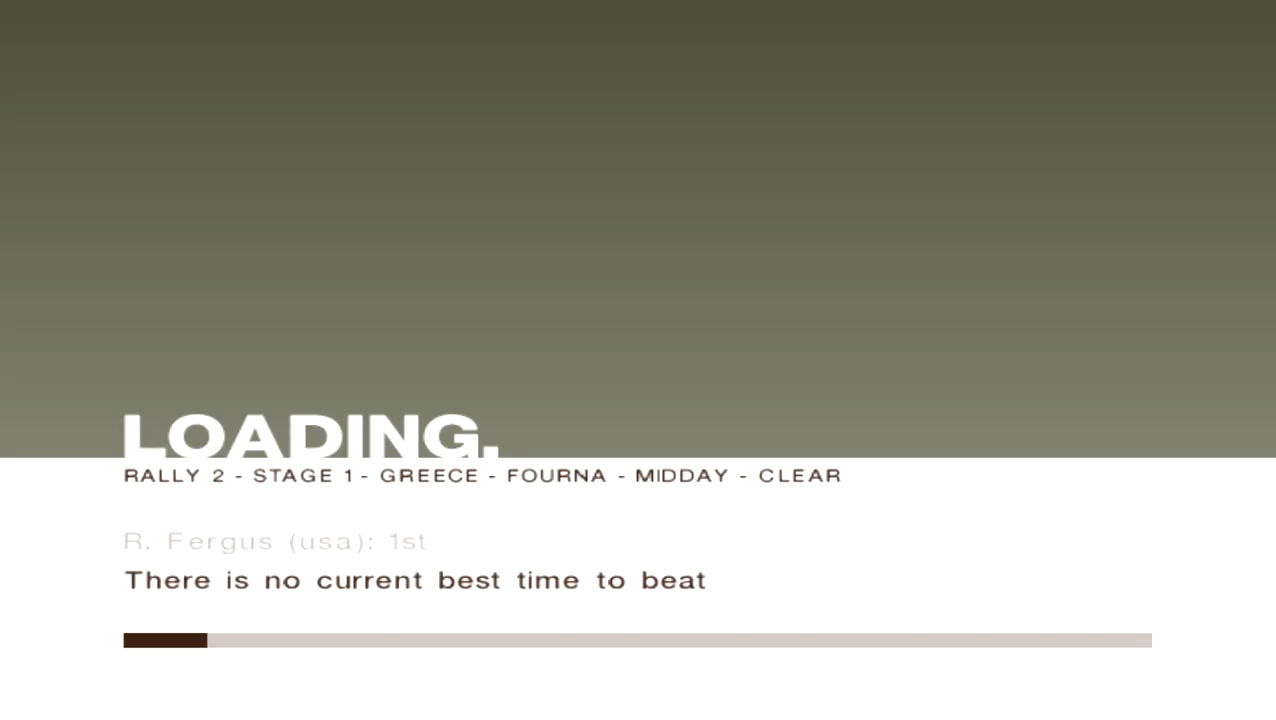 LOADING.
RALLY 2 - STAGE 1 - GREECE - FOURNA - MIDDAY - CLEAR
R. Fergus (usa): 1st
There is no current best time to beat